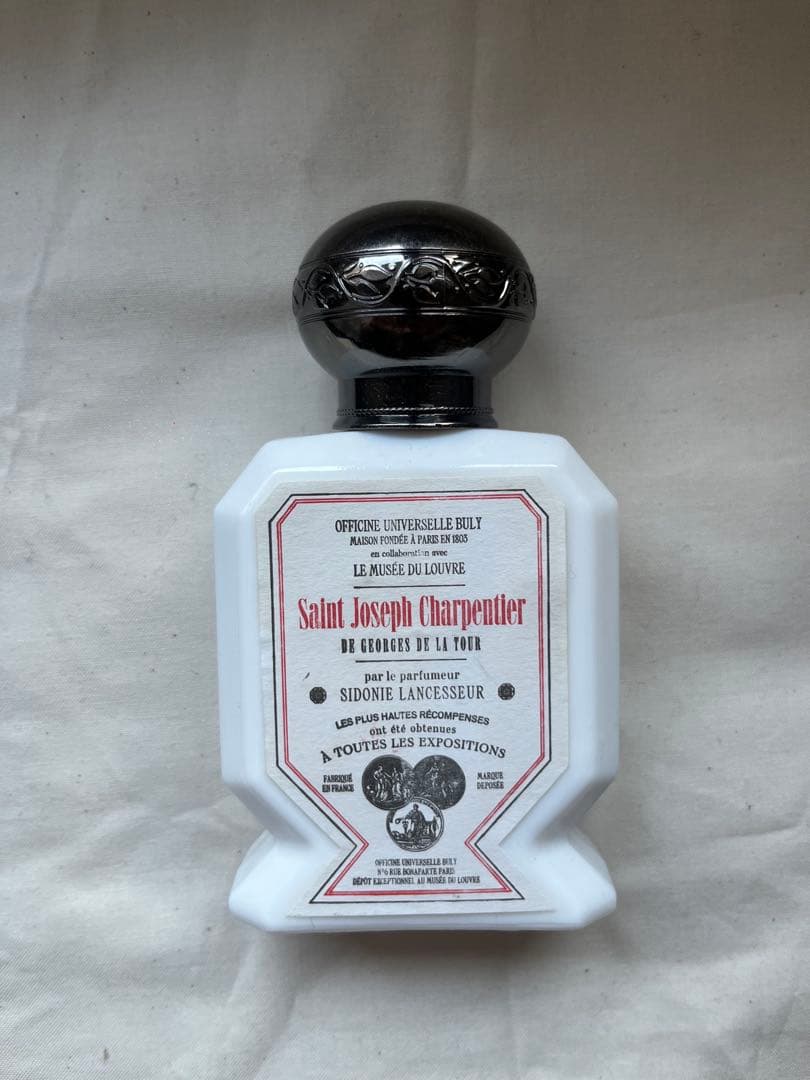 OFFICINE UNIVERSELLE BULY
MAISON FONDÉE À PARIS EN 1803
en collaboration avec
LE MUSÉE DU LOUVRE
Saint Joseph Charpentier
DE GEORGES DE LA TOUR
par le parfumeur
SIDONIE LANCESSEUR
LES PLUS HAUTES RÉCOMPENSES
ont été obtenues
À TOUTES LES EXPOSITIONS
FABRIQUÉ
EN FRANCE
MARQUE
DEPOSÉE
OFFICINE UNIVERSELLE BULY
N°6 RUE BONAPARTE PARIS
DÉPÔT EXCEPTIONNEL AU MUSÉE DU LOUVRE